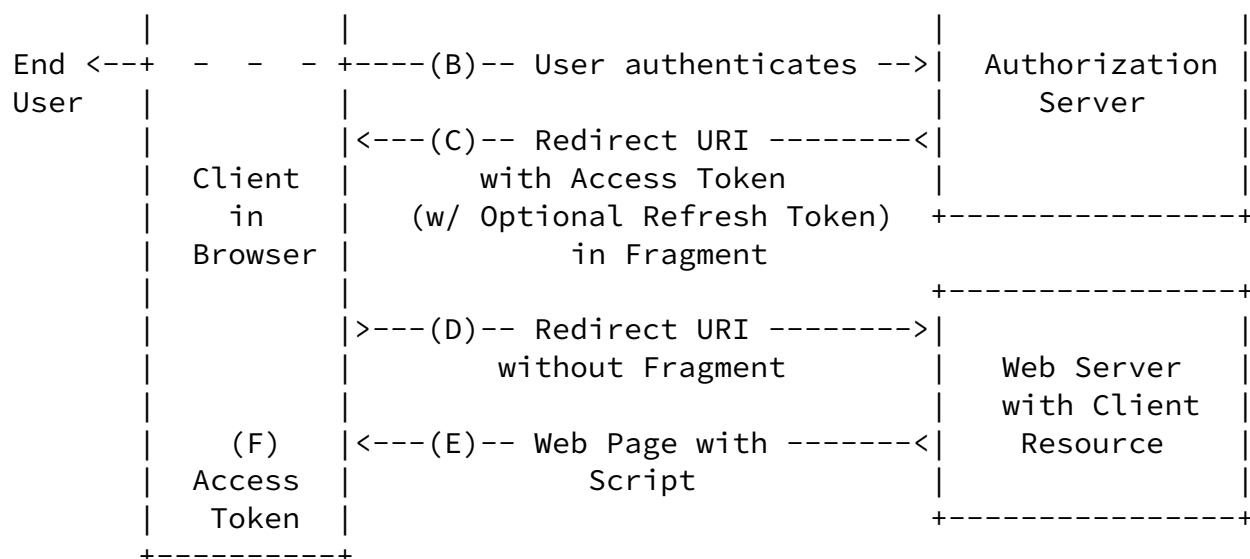 |          |                                |                |
End <--+  -  -  - +----(B)-- User authenticates -->|  Authorization |
User   |          |                                |     Server     |
       |          |<---(C)-- Redirect URI --------<|                |
       |  Client  |       with Access Token        |                |
       |    in    |   (w/ Optional Refresh Token)  +----------------+
       |  Browser |            in Fragment
       |          |                                +----------------+
       |          |>---(D)-- Redirect URI -------->|                |
       |          |        without Fragment        |   Web Server   |
       |          |                                |   with Client  |
       |    (F)   |<---(E)-- Web Page with -------<|    Resource    |
       |  Access  |             Script             |                |
       |   Token  |                                +----------------+
       +----------+